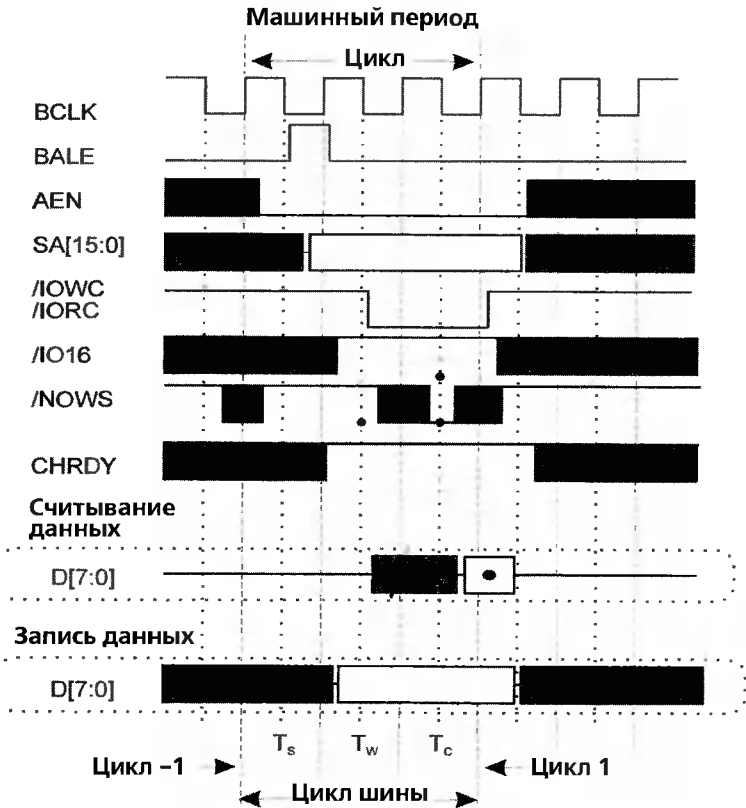 Машинный период
Цикл
BCLK
BALE
AEN
SA[15:0]
/IOWC
/IORC
/IO16
/NOWS
CHRDY
Считывание
данных
D[7:0]
Запись данных
D[7:0]
Ts Tw Tc
Цикл –1 Цикл 1
Цикл шины